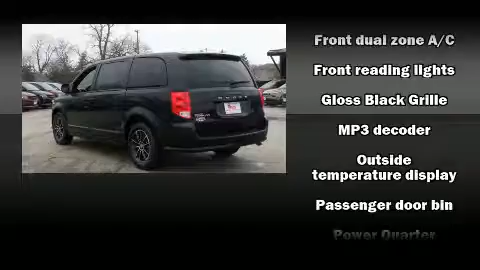 Front dual zone A/C
Front reading lights
Gloss Black Grille
MP3 decoder
Outside
temperature display
Passenger door bin
Power Quarter